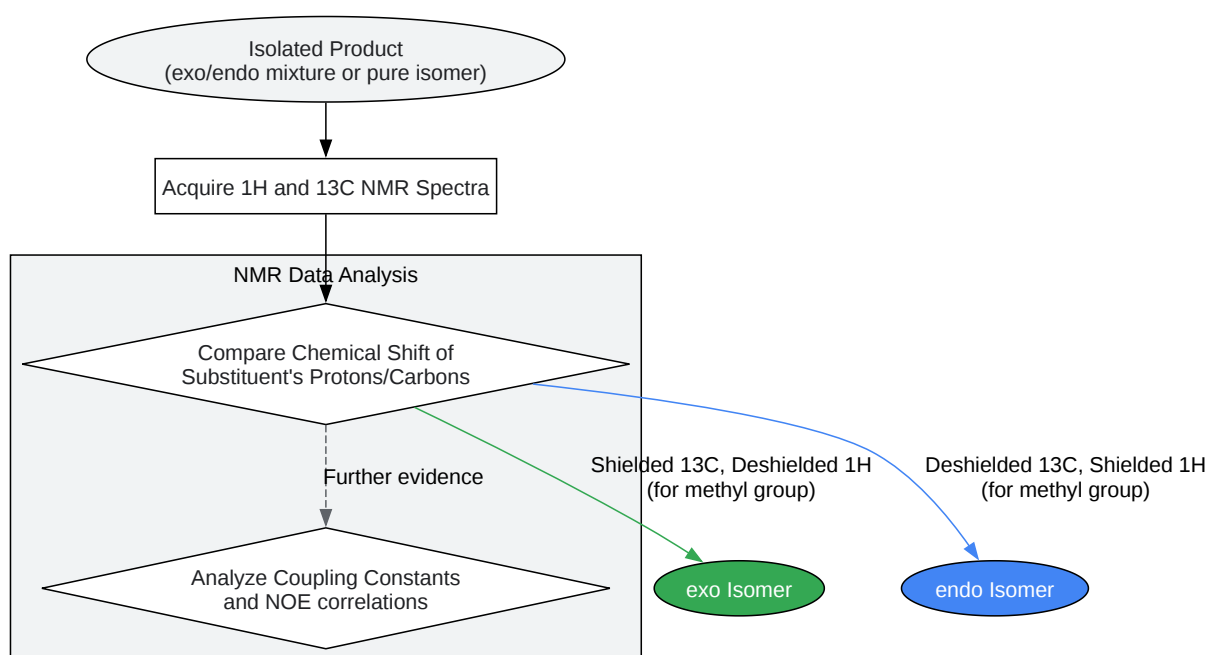 Isolated Product
(exo/endo mixture or pure isomer)
Acquire 1H and 13C NMR Spectra
NMR Data Analysis
Compare Chemical Shift of
Substituent's Protons/Carbons
Further evidence
Shielded 13C, Deshielded 1H
(for methyl group)
Deshielded 13C, Shielded 1H
(for methyl group)
Analyze Coupling Constants
and NOE correlations
exo Isomer
endo Isomer